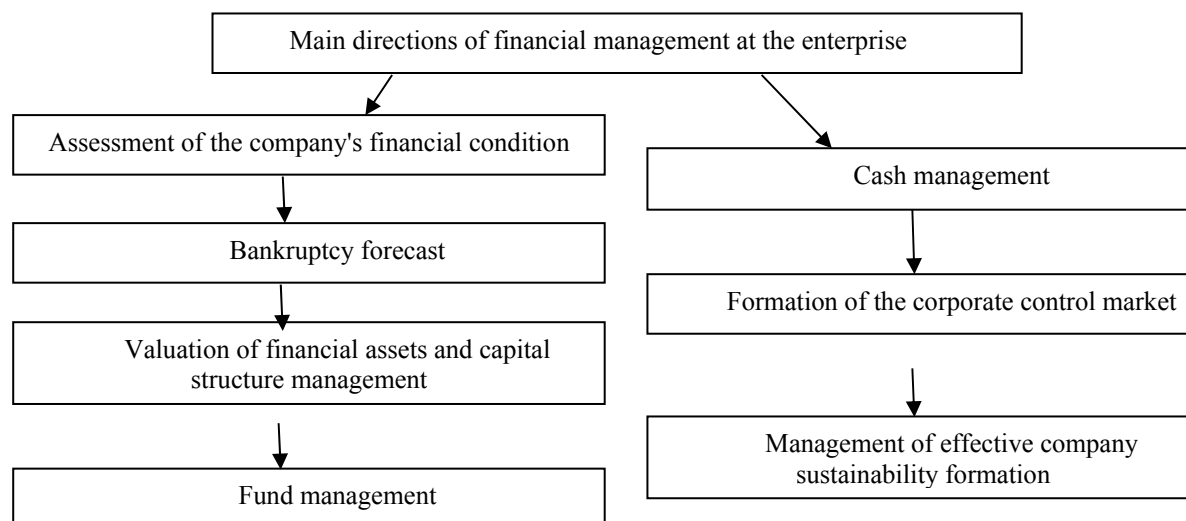 Main directions of financial management at the enterprise
Assessment of the company's financial condition
Bankruptcy forecast
Valuation of financial assets and capital
structure management
Fund management
Cash management
Formation of the corporate control market
Management of effective company
sustainability formation